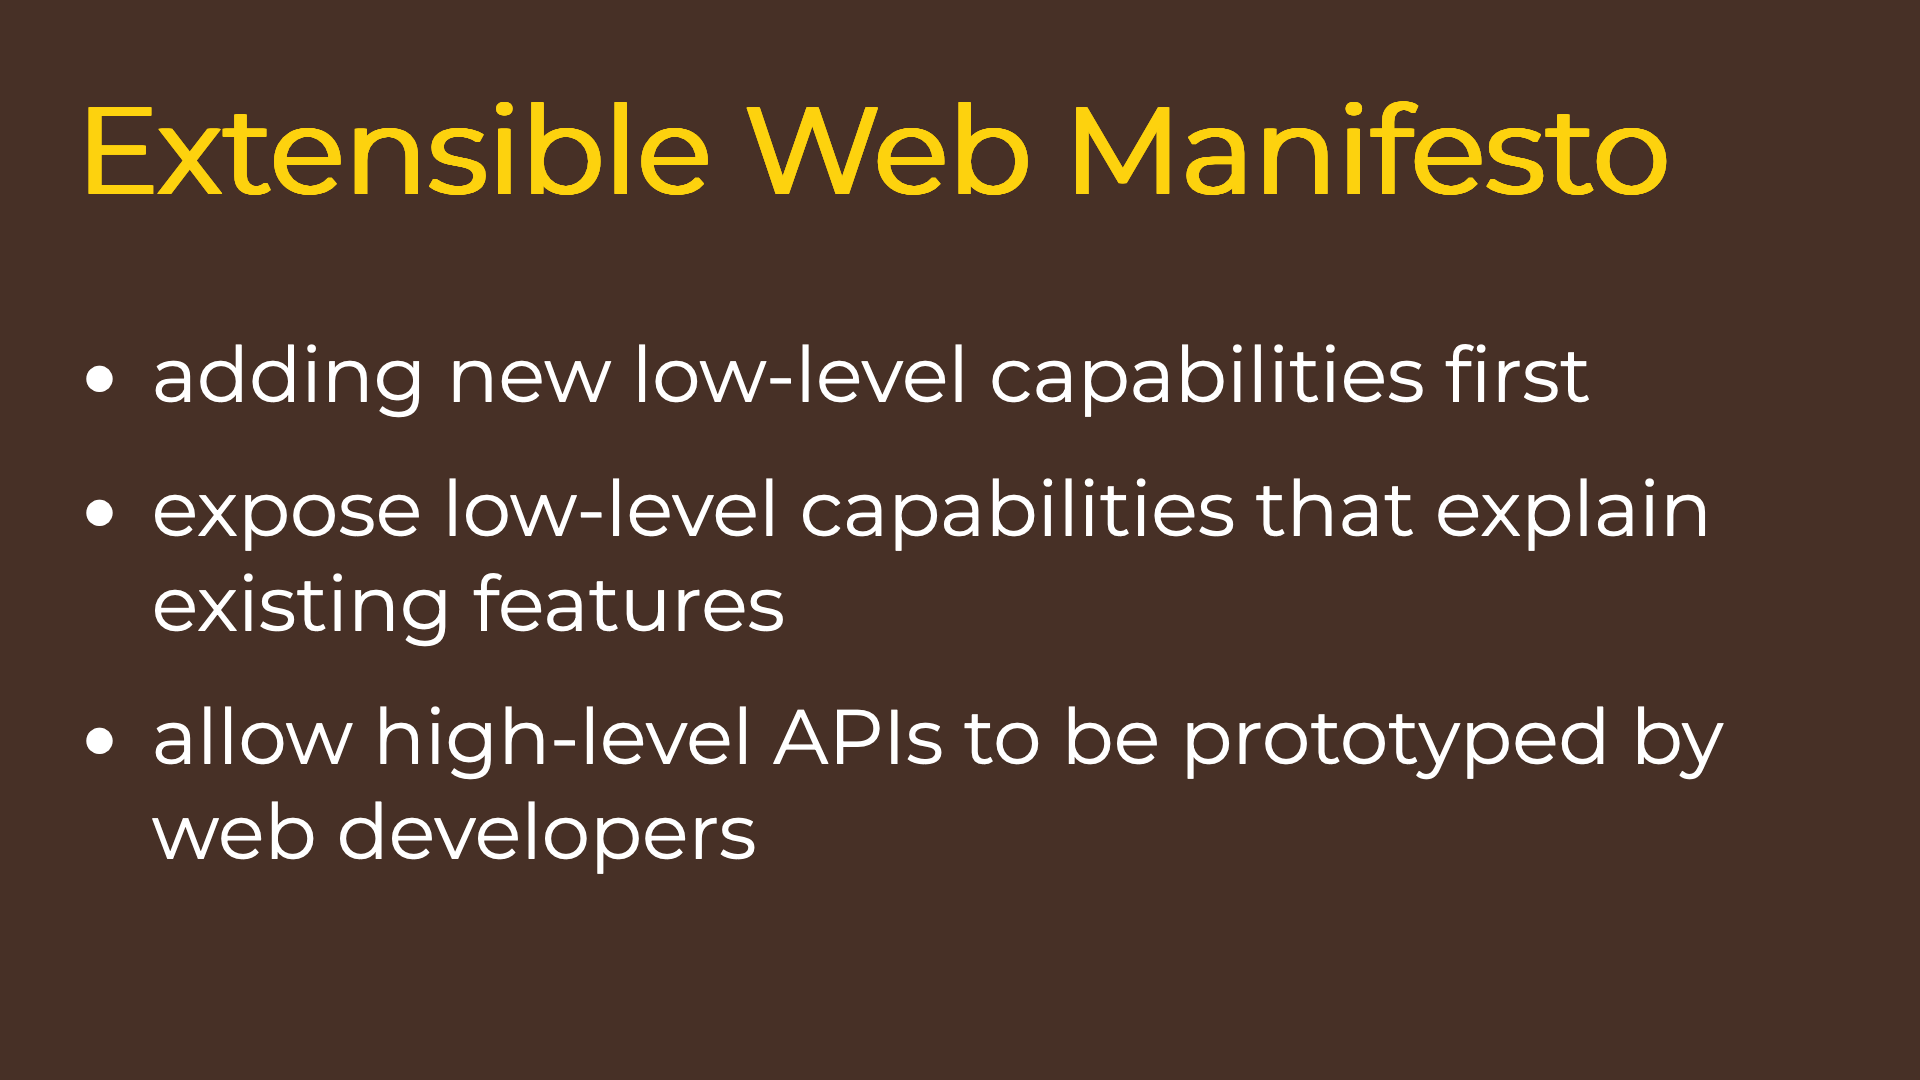 Extensible Web Manifesto
• adding new low-level capabilities first
• expose low-level capabilities that explain
existing features
• allow high-level APIs to be prototyped by
web developers